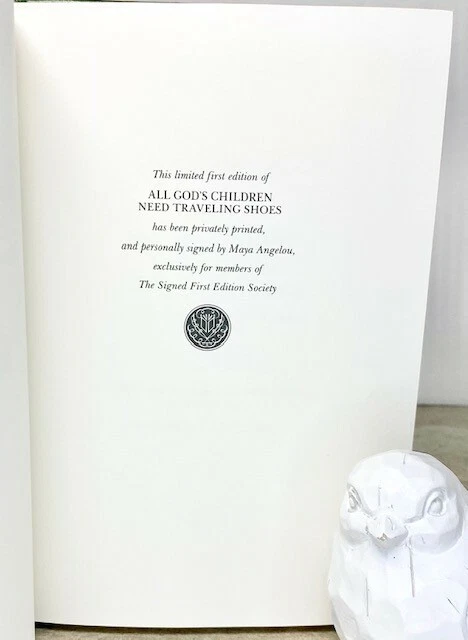 This limited first edition of
ALL GOD'S CHILDREN
NEED TRAVELING SHOES
has been privately printed,
and personally signed by Maya Angelou,
exclusively for members of
The Signed First Edition Society